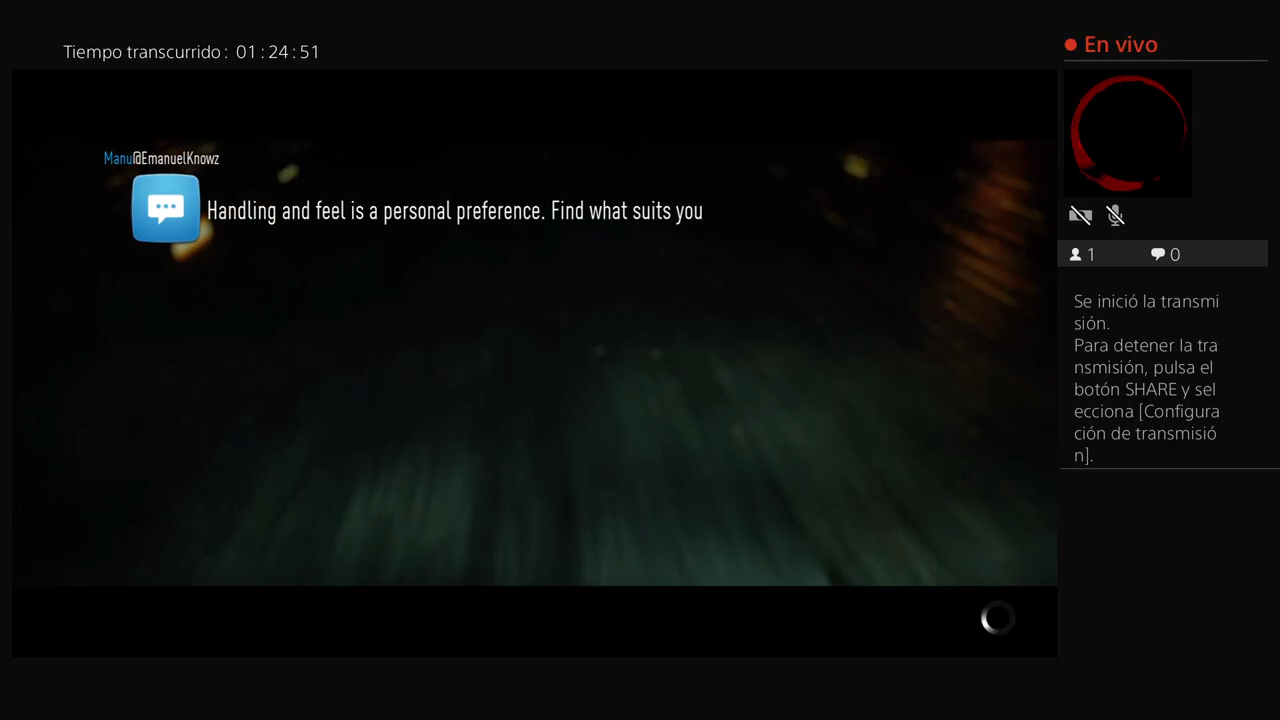 Tiempo transcurrido: 01:24:51
En vivo
Manu@EmanuelKnowz
Handling and feel is a personal preference. Find what suits you
1 0
Se inició la transmi
sión.
Para detener la tra
nsmisión, pulsa el
botón SHARE y sel
ecciona [Configura
ción de transmisió
n].